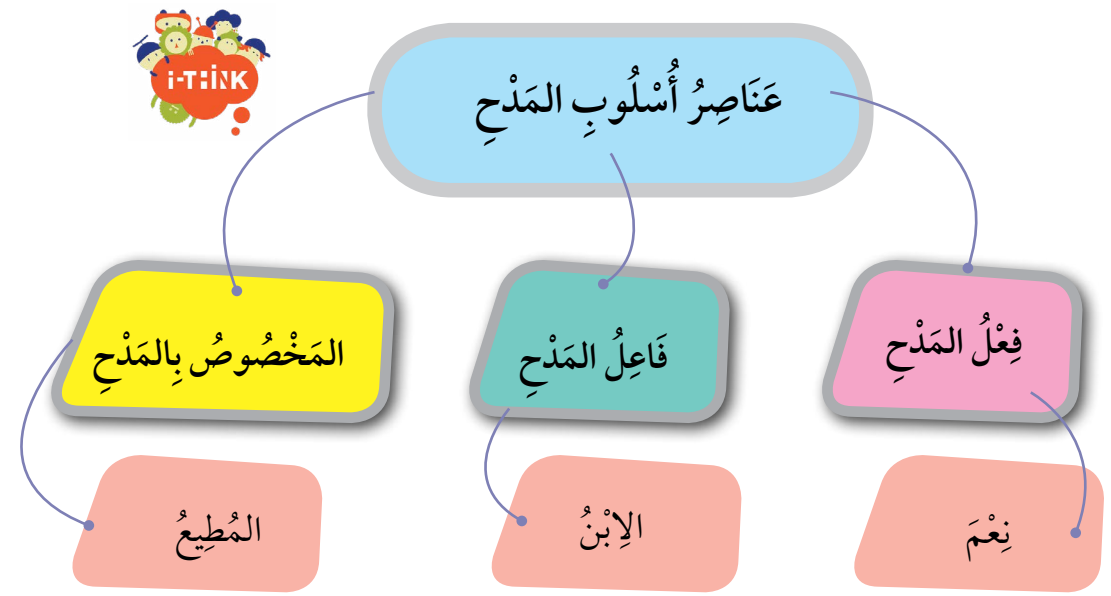 i-THiNK
عَنَاصِرُ أُسْلُوبِ المَدْحِ
فِعْلُ المَدْحِ
فَاعِلُ المَدْحِ
المَخْصُوصُ بِالمَدْحِ
نِعْمَ
الِابْنُ
المُطِيعُ